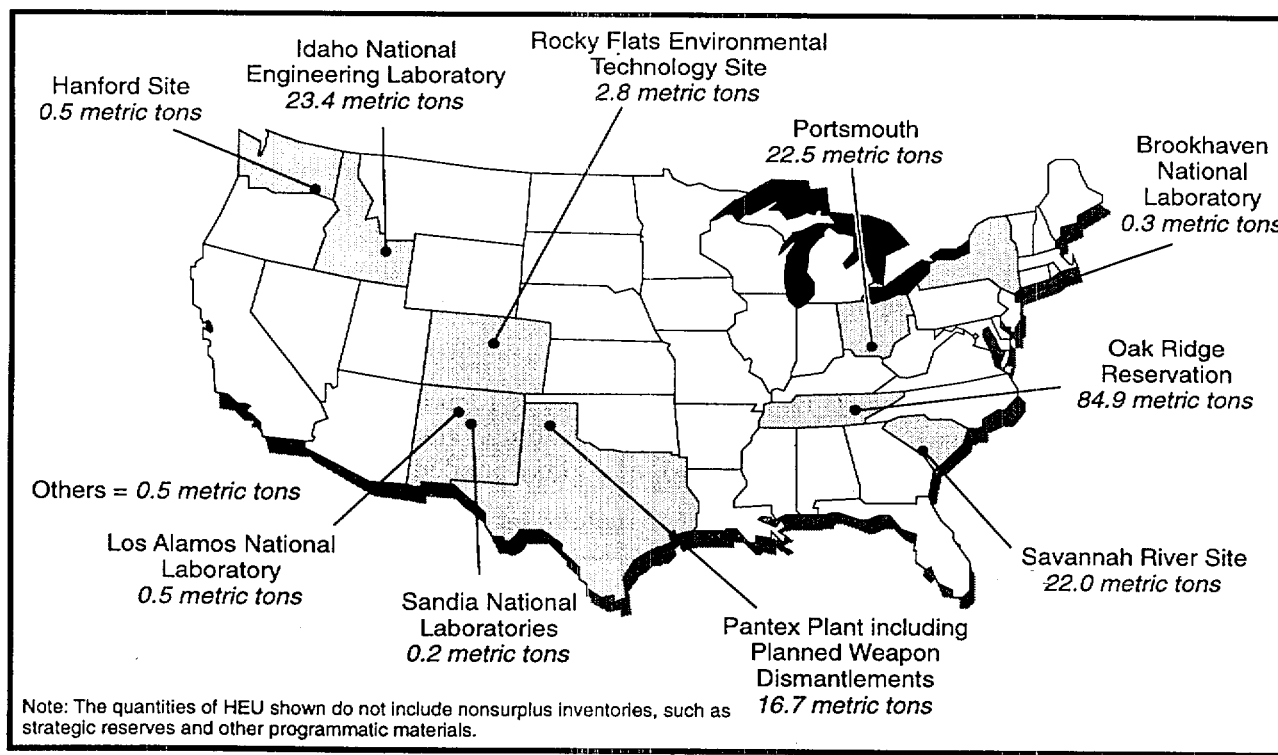 Hanford Site
0.5 metric tons
Idaho National
Engineering Laboratory
23.4 metric tons
Rocky Flats Environmental
Technology Site
2.8 metric tons
Portsmouth
22.5 metric tons
Brookhaven
National
Laboratory
0.3 metric tons
Oak Ridge
Reservation
84.9 metric tons
Savannah River Site
22.0 metric tons
Others = 0.5 metric tons
Los Alamos National
Laboratory
0.5 metric tons
Sandia National
Laboratories
0.2 metric tons
Pantex Plant including
Planned Weapon
Dismantlements
16.7 metric tons
Note: The quantities of HEU shown do not include nonsurplus inventories, such as
strategic reserves and other programmatic materials.